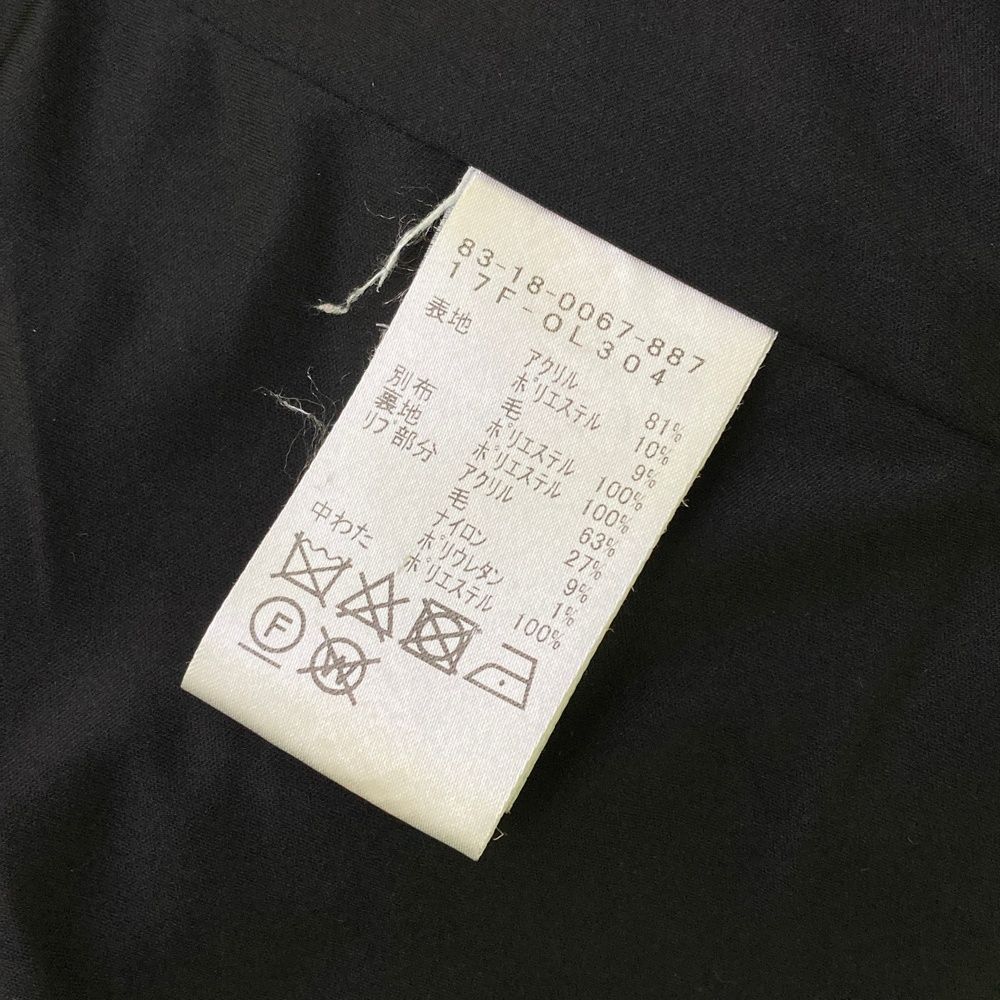 83-18-0067-887
17F-OL304
表地 アクリル 81%
ポリエステル 10%
毛 9%
別布 ポリエステル 100%
裏地 ポリエステル 100%
リブ部分 アクリル 63%
毛 27%
ナイロン 9%
ポリウレタン 1%
中わた ポリエステル 100%
F
W